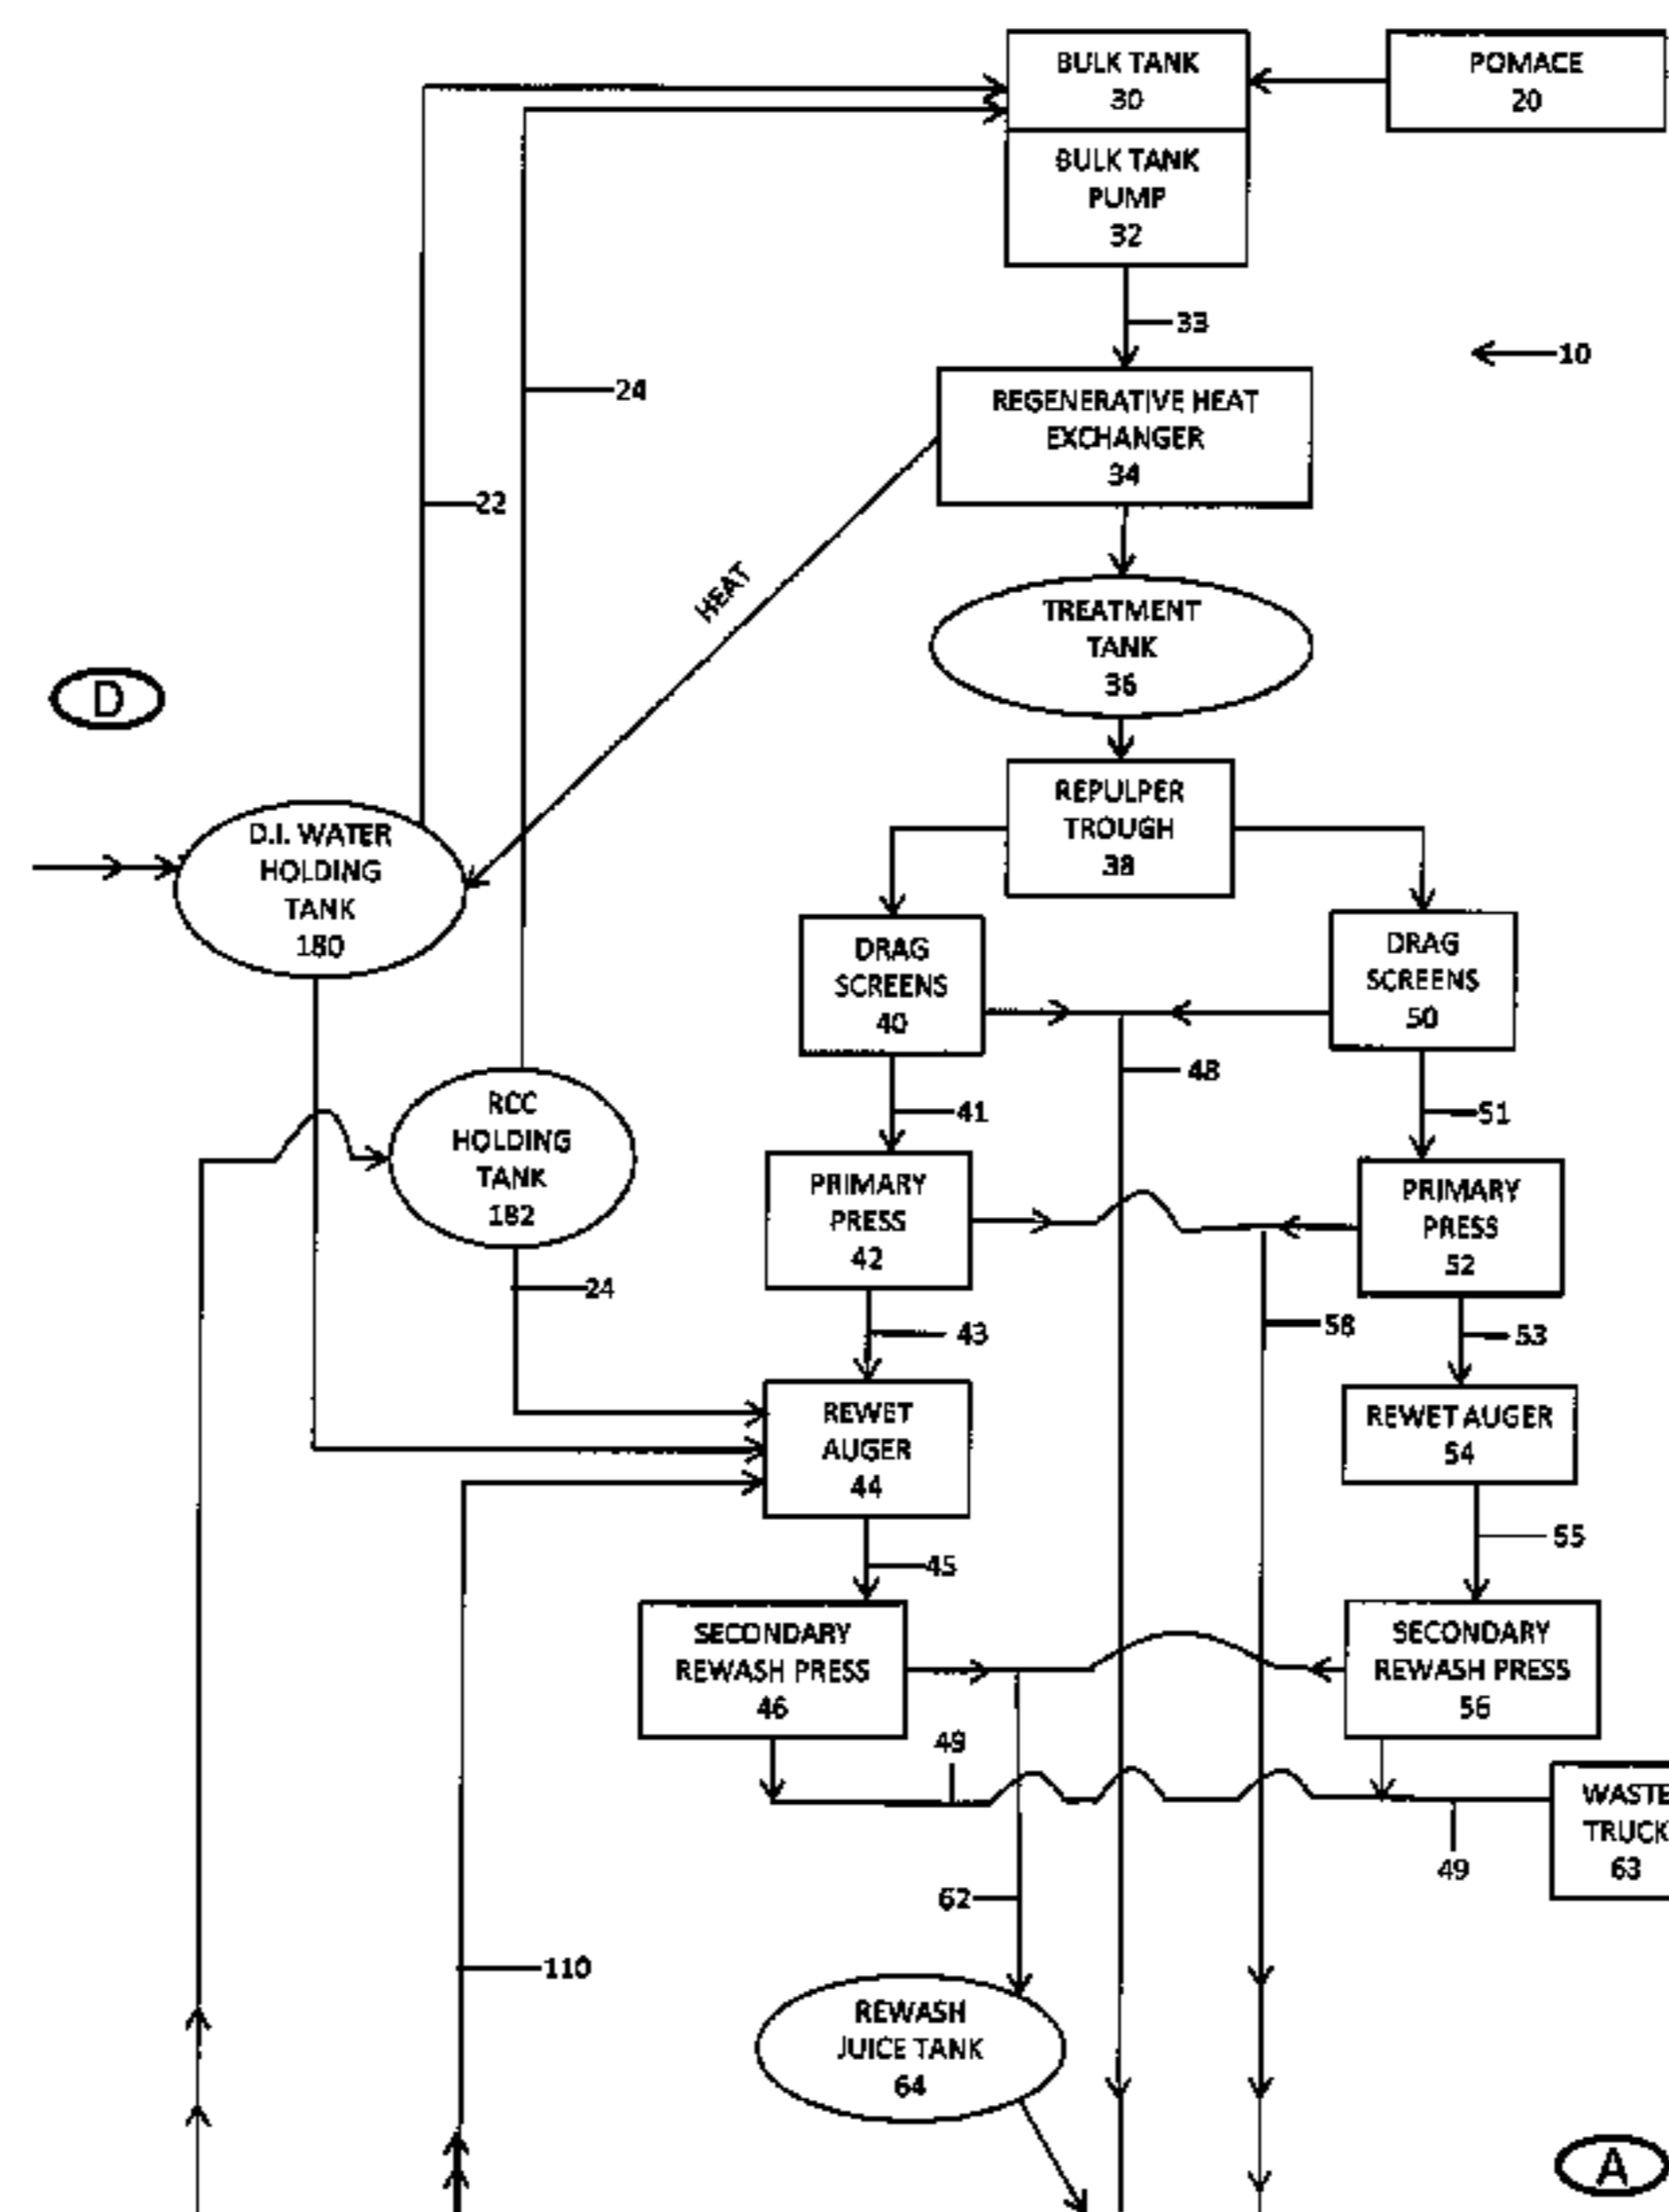 BULK TANK
30
POMACE
20
BULK TANK
PUMP
32
33
10
24
REGENERATIVE HEAT
EXCHANGER
34
22
HEAT
TREATMENT
TANK
36
D
REPULPER
TROUGH
38
D.I. WATER
HOLDING
TANK
180
DRAG
SCREENS
40
DRAG
SCREENS
50
48
RCC
HOLDING
TANK
182
41
51
PRIMARY
PRESS
42
PRIMARY
PRESS
52
24
43
58
53
REWET
AUGER
44
REWET AUGER
54
45
55
SECONDARY
REWASH PRESS
46
SECONDARY
REWASH PRESS
56
49
WASTE
TRUCK
63
49
62
110
REWASH
JUICE TANK
64
A